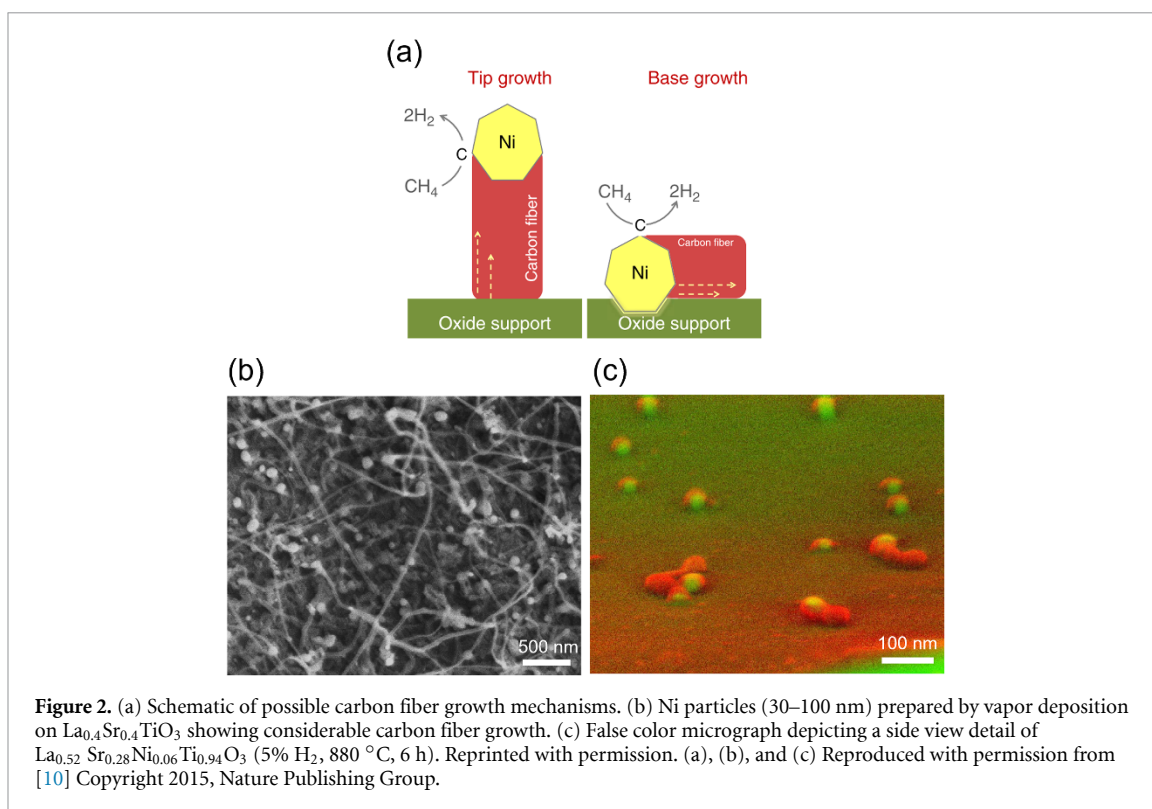 (a)
Tip growth
Base growth
2H₂
Ni
C
CH₄
Carbon fiber
CH₄
2H₂
C
Carbon fiber
Ni
Oxide support
Oxide support
(b)
(c)
500 nm
100 nm
Figure 2. (a) Schematic of possible carbon fiber growth mechanisms. (b) Ni particles (30–100 nm) prepared by vapor deposition
on La₀.₄Sr₀.₄TiO₃ showing considerable carbon fiber growth. (c) False color micrograph depicting a side view detail of
La₀.₅₂ Sr₀.₂₈Ni₀.₀₆Ti₀.₉₄O₃ (5% H₂, 880 °C, 6 h). Reprinted with permission. (a), (b), and (c) Reproduced with permission from
[10] Copyright 2015, Nature Publishing Group.